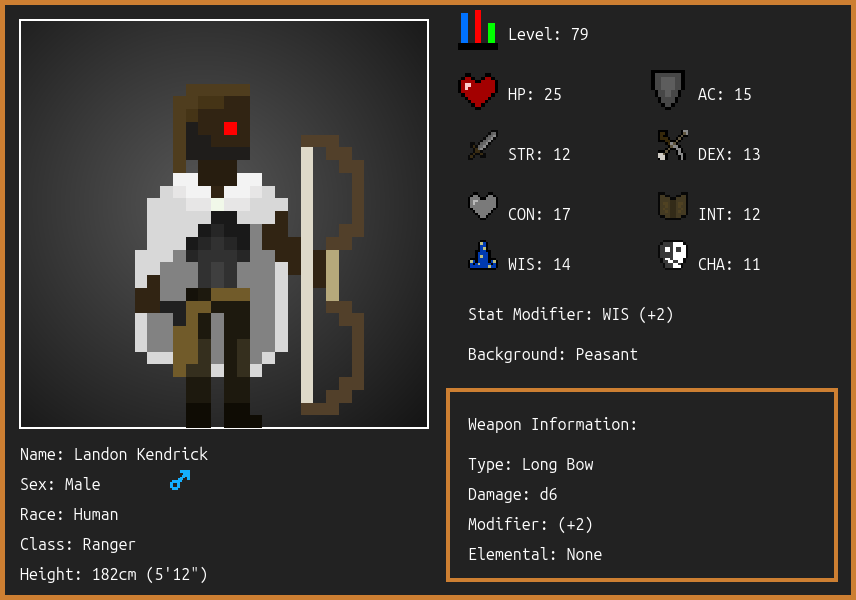 Level: 79
HP: 25
AC: 15
STR: 12
DEX: 13
CON: 17
INT: 12
WIS: 14
CHA: 11
Stat Modifier: WIS (+2)
Background: Peasant
Weapon Information:
Type: Long Bow
Damage: d6
Modifier: (+2)
Elemental: None
Name: Landon Kendrick
Sex: Male
Race: Human
Class: Ranger
Height: 182cm (5'12")